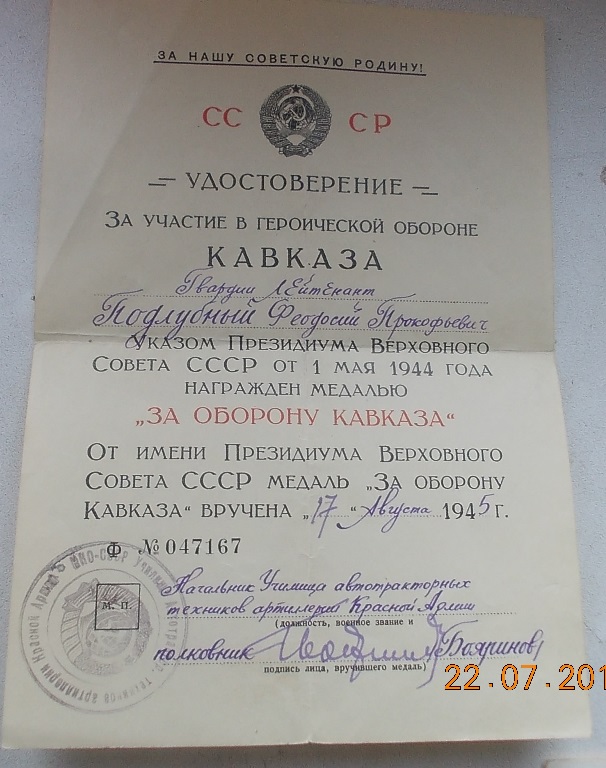 ЗА НАШУ СОВЕТСКУЮ РОДИНУ!
СС СР
УДОСТОВЕРЕНИЕ
ЗА УЧАСТИЕ В ГЕРОИЧЕСКОЙ ОБОРОНЕ
КАВКАЗА
Гвардии Лейтенант
Подлубный Феодосий Прокофьевич
УКАЗОМ ПРЕЗИДИУМА ВЕРХОВНОГО
СОВЕТА СССР ОТ 1 МАЯ 1944 ГОДА
НАГРАЖДЕН МЕДАЛЬЮ
„ЗА ОБОРОНУ КАВКАЗА“
ОТ ИМЕНИ ПРЕЗИДИУМА ВЕРХОВНОГО
СОВЕТА СССР МЕДАЛЬ „ЗА ОБОРОНУ
КАВКАЗА“ ВРУЧЕНА „17“ Августа 1945 г.
Ф №047167
М. П.
Начальник Училища автотракторных
техников артиллерии Красной Армии
(должность, военное звание и
полковник Бояринов
подпись лица, вручившего медаль)
22.07.201